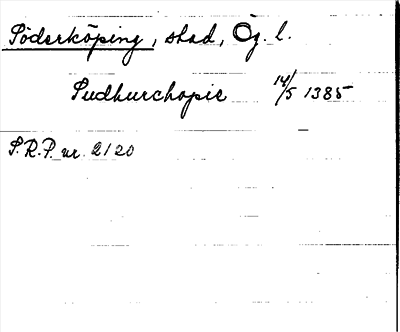 Söderköping, stad, Ög. l.
Sudhurchopie 14/5 1385
S.R.P. nr. 2120